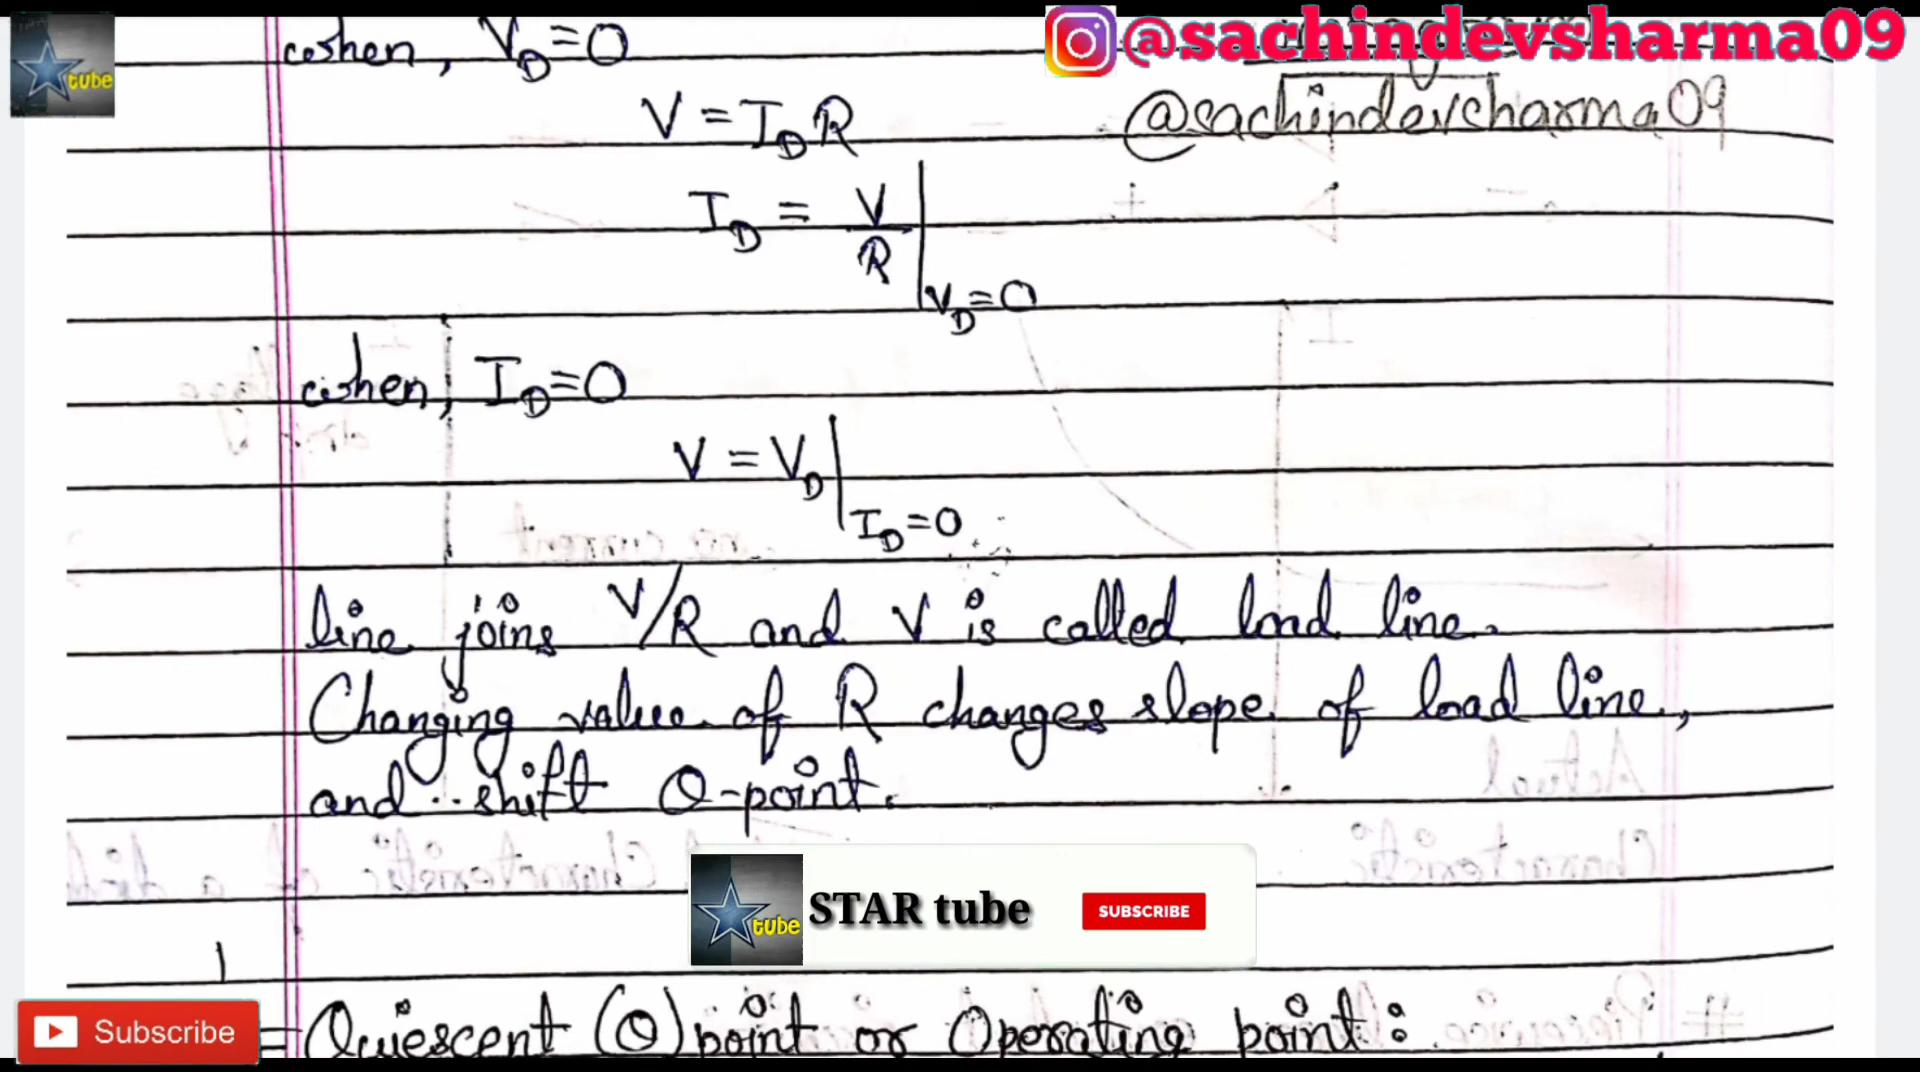 tube
@sachindevsharma09
when, V_D=0
@sachindevsharma09
V = I_D R
I_D = V/R |V_D=0
when, I_D=0
V = V_D |I_D=0
line joins V/R and V is called load line.
Changing value of R changes slope of load line,
and shift Q-point.
tube STAR tube SUBSCRIBE
Subscribe
= Quiescent (Q) point or Operating point: